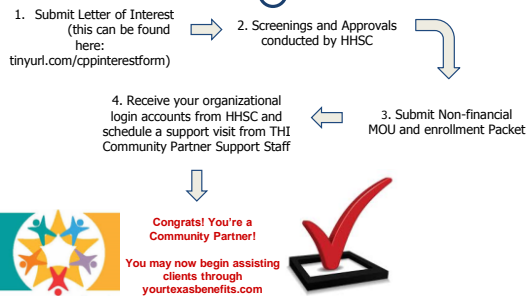 1. Submit Letter of Interest
(this can be found
here:
tinyurl.com/cppinterestform)
2. Screenings and Approvals
conducted by HHSC
3. Submit Non-financial
MOU and enrollment Packet
4. Receive your organizational
login accounts from HHSC and
schedule a support visit from THI
Community Partner Support Staff
Congrats! You're a
Community Partner!
You may now begin assisting
clients through
yourtexasbenefits.com